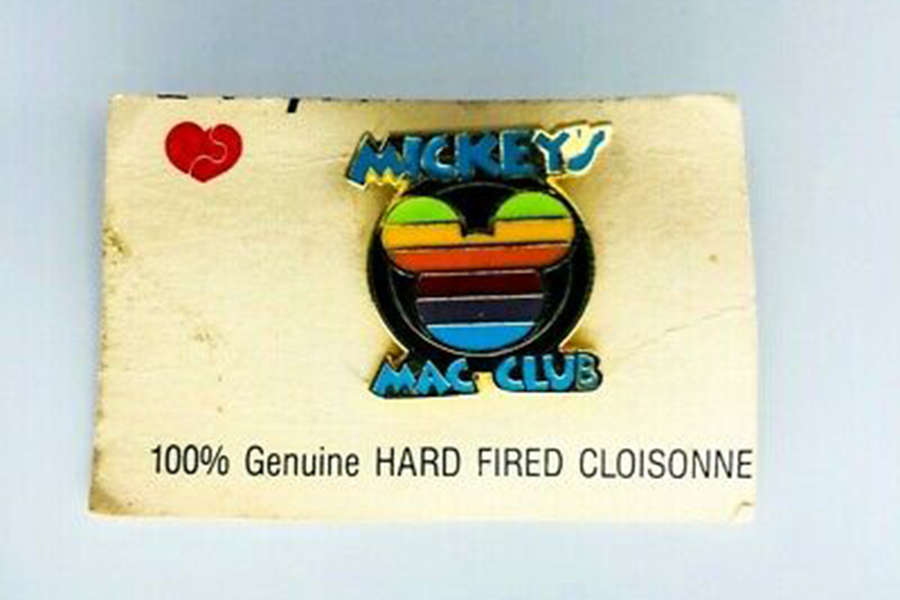 MICKEY'S
MAC CLUB
100% Genuine HARD FIRED CLOISONNE